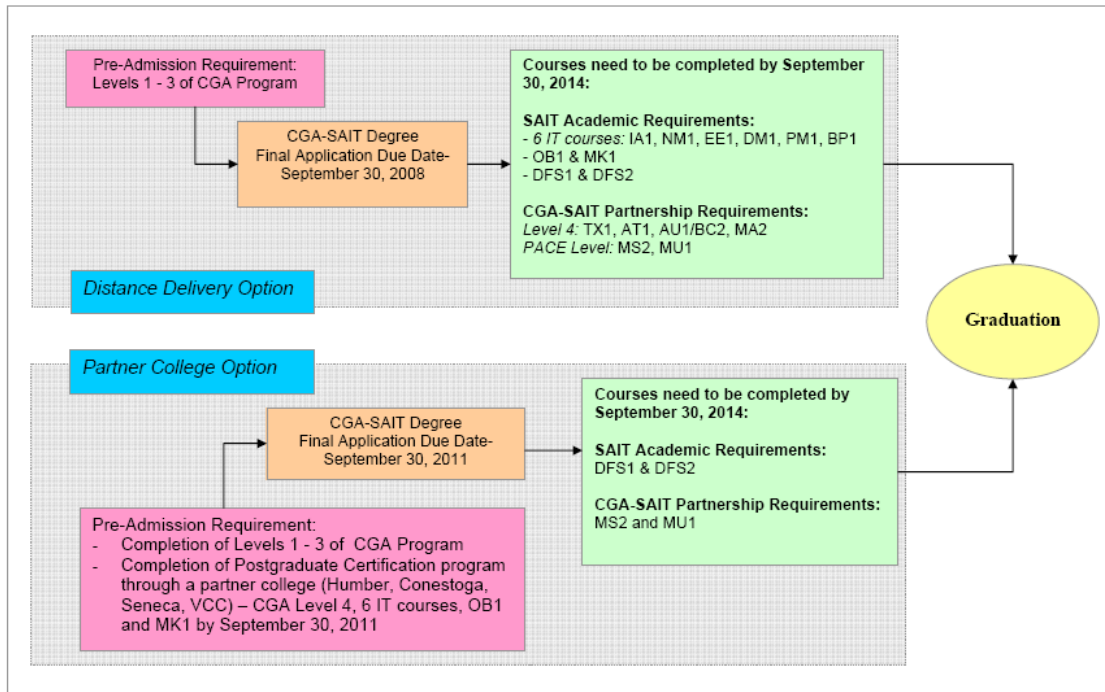 Pre-Admission Requirement:
Levels 1 - 3 of CGA Program
CGA-SAIT Degree
Final Application Due Date-
September 30, 2008
Courses need to be completed by September
30, 2014:
SAIT Academic Requirements:
- 6 IT courses: IA1, NM1, EE1, DM1, PM1, BP1
- OB1 & MK1
- DFS1 & DFS2
CGA-SAIT Partnership Requirements:
Level 4: TX1, AT1, AU1/BC2, MA2
PACE Level: MS2, MU1
Distance Delivery Option
Graduation
Partner College Option
CGA-SAIT Degree
Final Application Due Date-
September 30, 2011
Courses need to be completed by
September 30, 2014:
SAIT Academic Requirements:
DFS1 & DFS2
CGA-SAIT Partnership Requirements:
MS2 and MU1
Pre-Admission Requirement:
- Completion of Levels 1 - 3 of CGA Program
- Completion of Postgraduate Certification program
through a partner college (Humber, Conestoga,
Seneca, VCC) – CGA Level 4, 6 IT courses, OB1
and MK1 by September 30, 2011